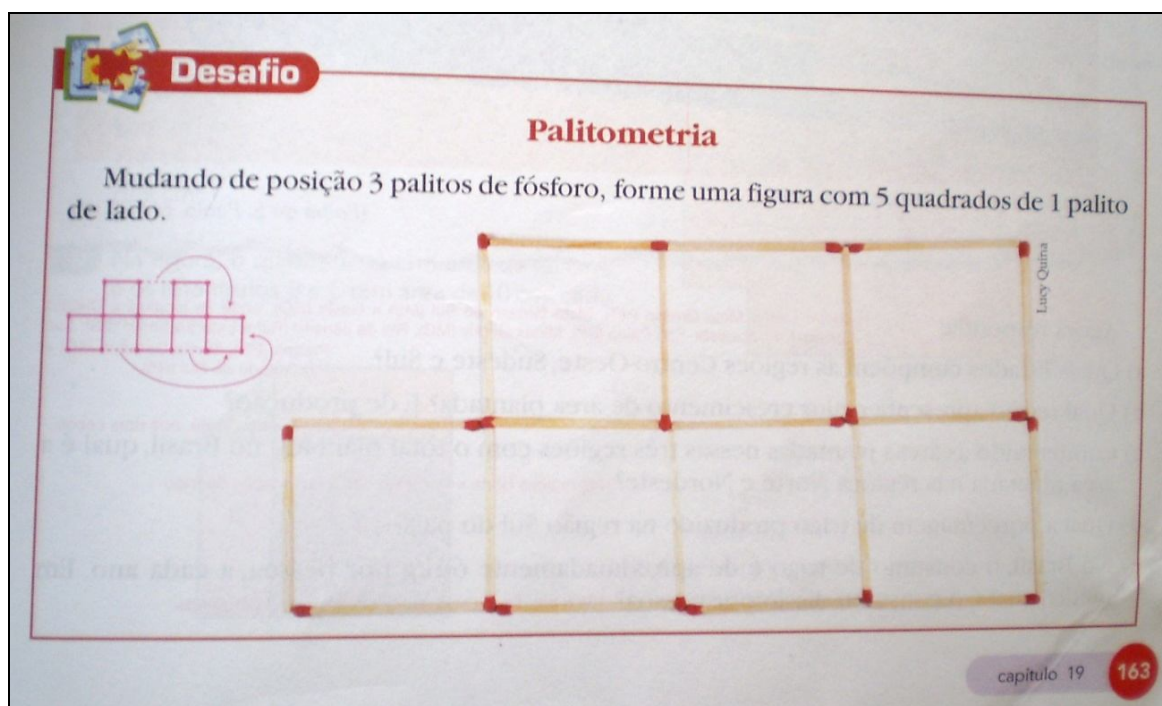 Desafio
Palitometria
Mudando de posição 3 palitos de fósforo, forme uma figura com 5 quadrados de 1 palito
de lado.
Lucy Quina
capítulo 19 163